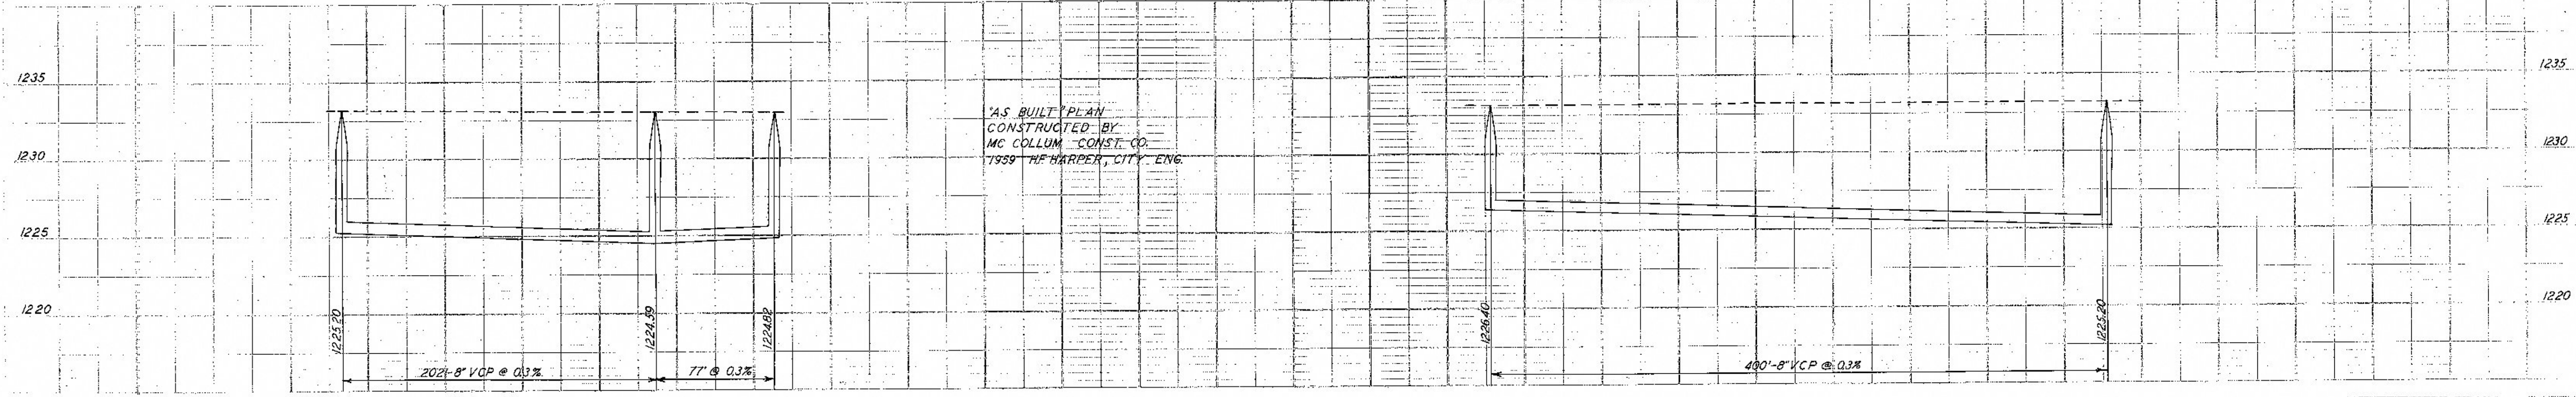 1235
1230
1225
1220
"AS BUILT" PLAN
CONSTRUCTED BY
MC COLLUM CONST. CO.
1959 HF HARPER, CITY ENG.
1225.20
1224.59
1224.82
202'-8" VCP @ 0.3%
77' @ 0.3%
1226.40
1225.20
400'-8" VCP @ 0.3%
1235
1230
1225
1220